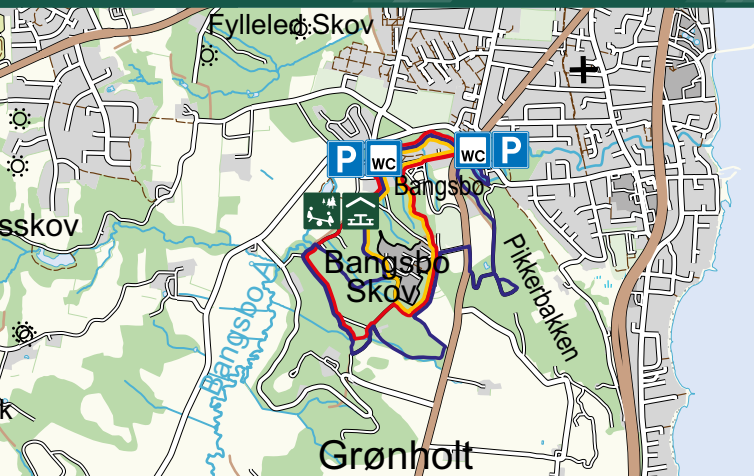 Fylleled Skov
P
WC
WC
P
Bangsbo
sskov
Bangsbo
Skov
Pikkerbakken
Bangsbo Å
k
Grønholt